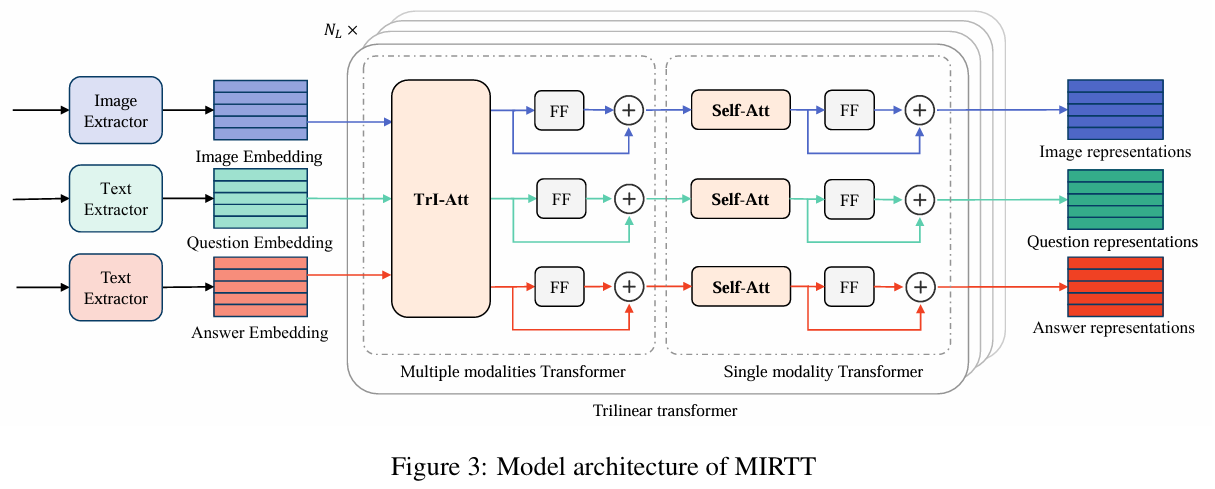 N_L ×
Image
Extractor
Image Embedding
Text
Extractor
Question Embedding
Text
Extractor
Answer Embedding
TrI-Att
FF
+
Self-Att
FF
+
FF
+
Self-Att
FF
+
FF
+
Self-Att
FF
+
Image representations
Question representations
Answer representations
Multiple modalities Transformer
Single modality Transformer
Trilinear transformer
Figure 3: Model architecture of MIRTT